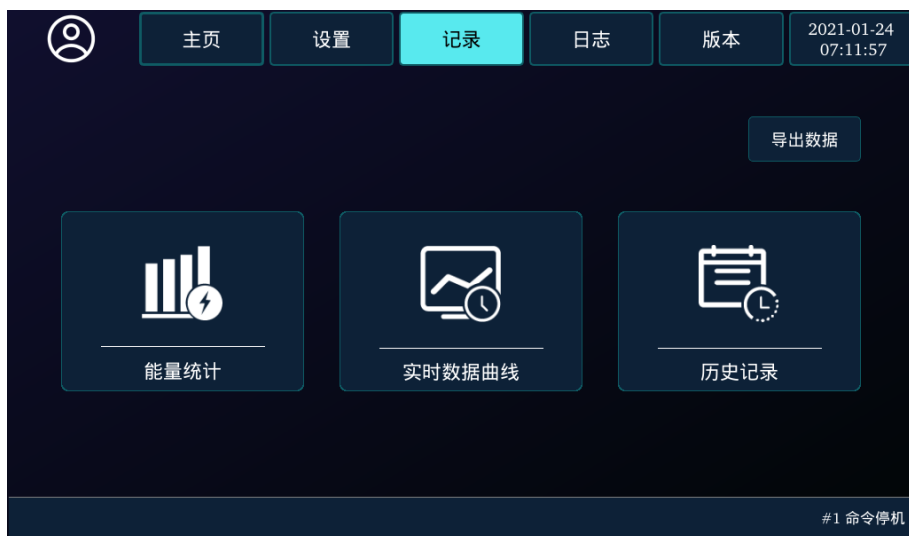 主页
设置
记录
日志
版本
2021-01-24
07:11:57
导出数据
能量统计
实时数据曲线
历史记录
#1 命令停机